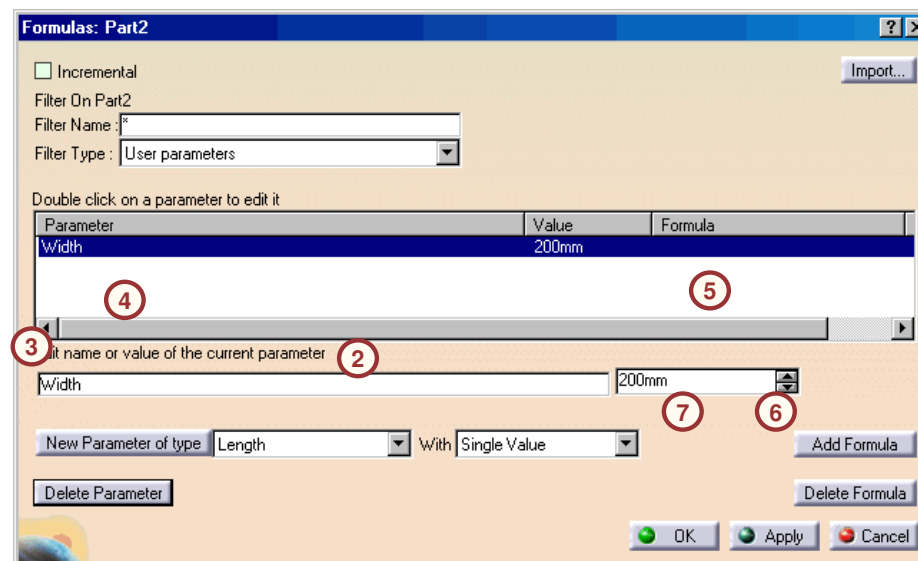 Formulas: Part2
? X
Incremental
Import...
Filter On Part2
Filter Name : *
Filter Type : User parameters
Double click on a parameter to edit it
Parameter Value Formula
Width 200mm
4
5
3 it name or value of the current parameter 2
Width 200mm
7
6
New Parameter of type Length With Single Value Add Formula
Delete Parameter Delete Formula
OK Apply Cancel